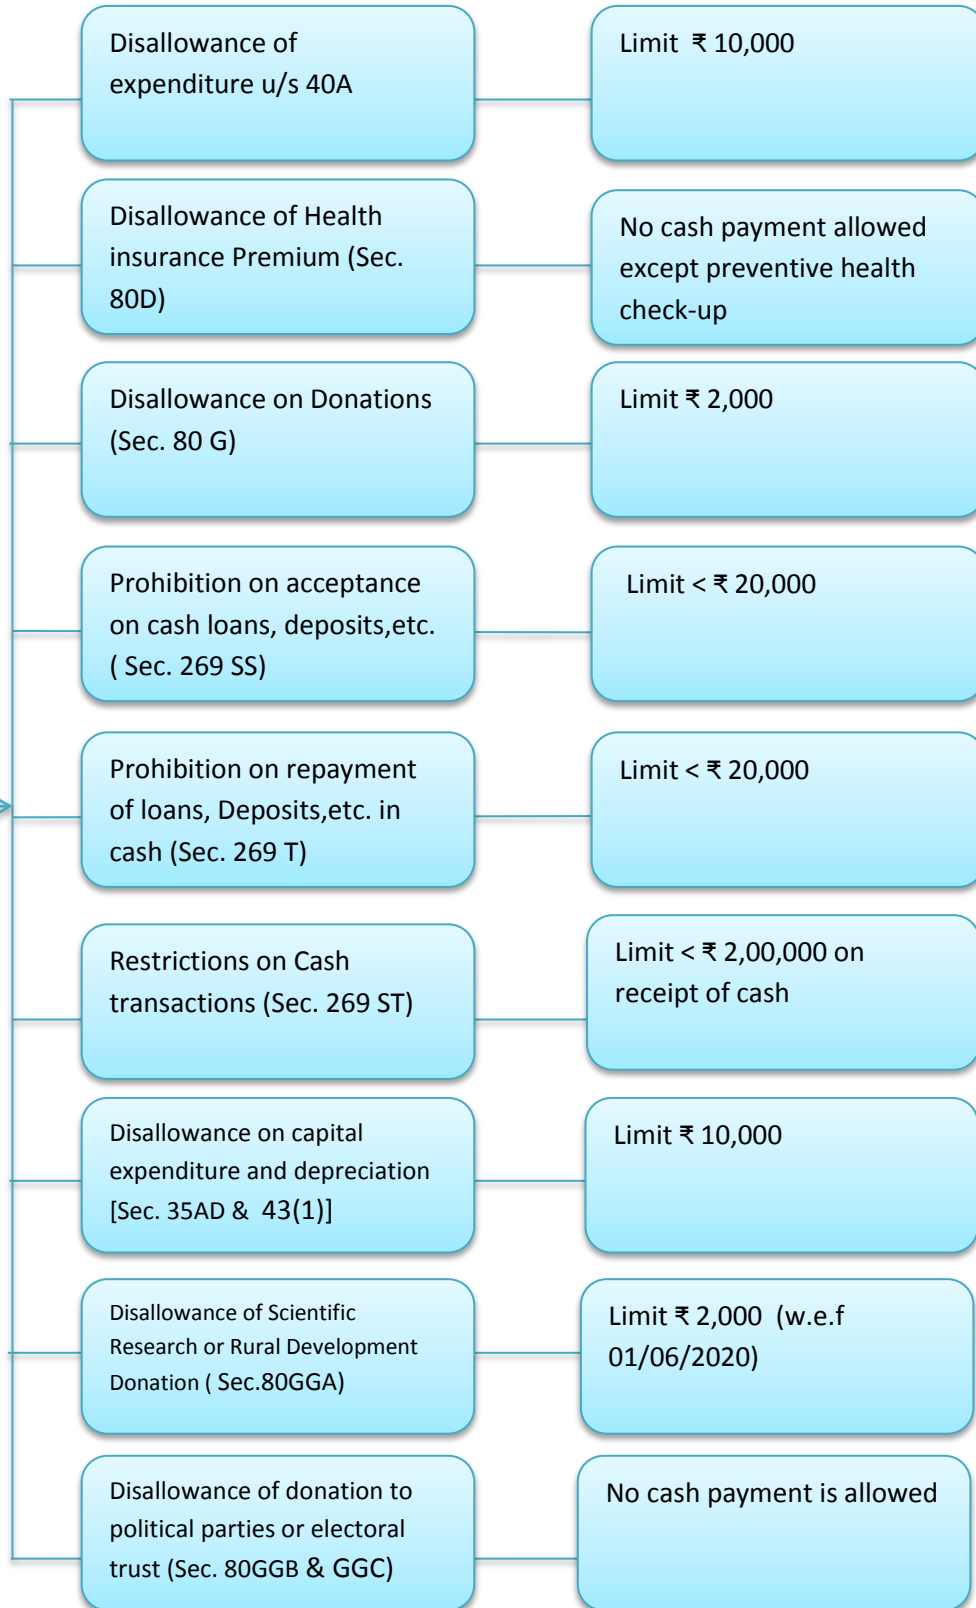 Disallowance of
expenditure u/s 40A
Limit ₹ 10,000
Disallowance of Health
insurance Premium (Sec.
80D)
No cash payment allowed
except preventive health
check-up
Disallowance on Donations
(Sec. 80 G)
Limit ₹ 2,000
Prohibition on acceptance
on cash loans, deposits,etc.
( Sec. 269 SS)
Limit < ₹ 20,000
Prohibition on repayment
of loans, Deposits,etc. in
cash (Sec. 269 T)
Limit < ₹ 20,000
Restrictions on Cash
transactions (Sec. 269 ST)
Limit < ₹ 2,00,000 on
receipt of cash
Disallowance on capital
expenditure and depreciation
[Sec. 35AD & 43(1)]
Limit ₹ 10,000
Disallowance of Scientific
Research or Rural Development
Donation ( Sec.80GGA)
Limit ₹ 2,000 (w.e.f
01/06/2020)
Disallowance of donation to
political parties or electoral
trust (Sec. 80GGB & GGC)
No cash payment is allowed